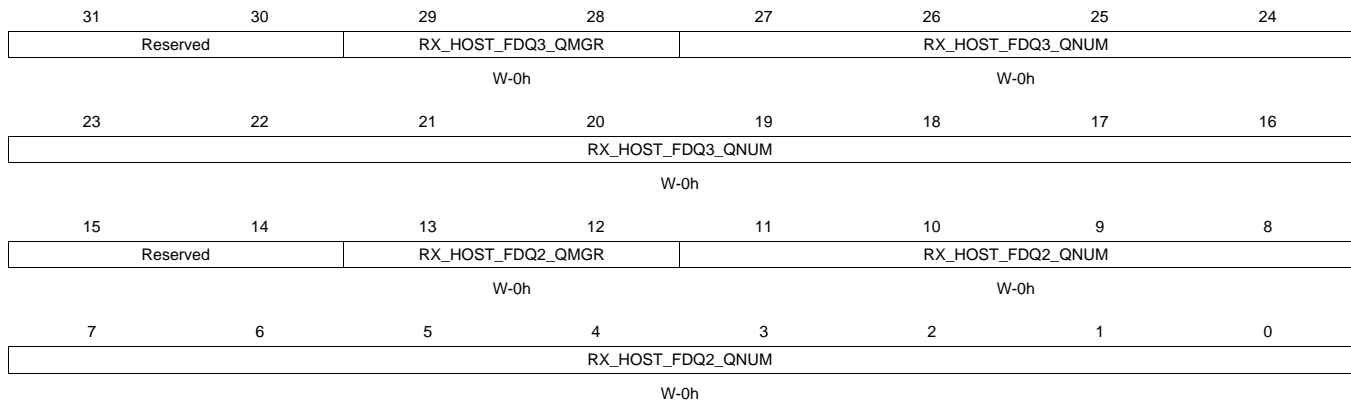 31 30 29 28 27 26 25 24
Reserved RX_HOST_FDQ3_QMGR RX_HOST_FDQ3_QNUM
W-0h W-0h
23 22 21 20 19 18 17 16
RX_HOST_FDQ3_QNUM
W-0h
15 14 13 12 11 10 9 8
Reserved RX_HOST_FDQ2_QMGR RX_HOST_FDQ2_QNUM
W-0h W-0h
7 6 5 4 3 2 1 0
RX_HOST_FDQ2_QNUM
W-0h